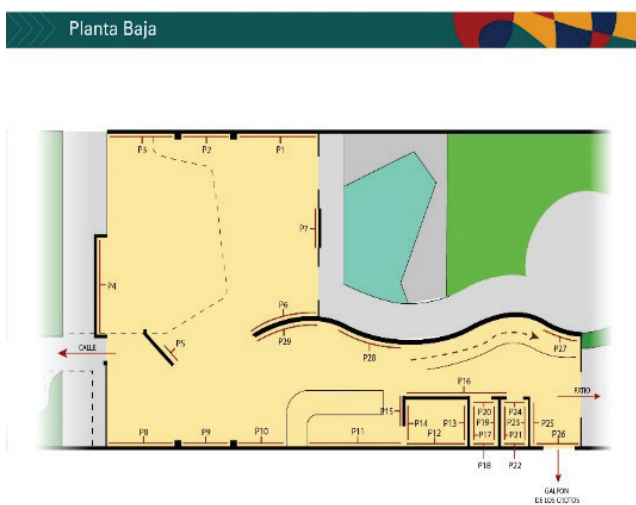 Planta Baja
P3
P2
P1
P7
P4
P6
P5
P29
CALLE
P28
P27
P16
PATIO
P15
P14
P13
P20
P24
P19
P23
P25
P8
P9
P10
P11
P12
P17
P21
P26
P18
P22
GALPON
DE LOS CROTOS